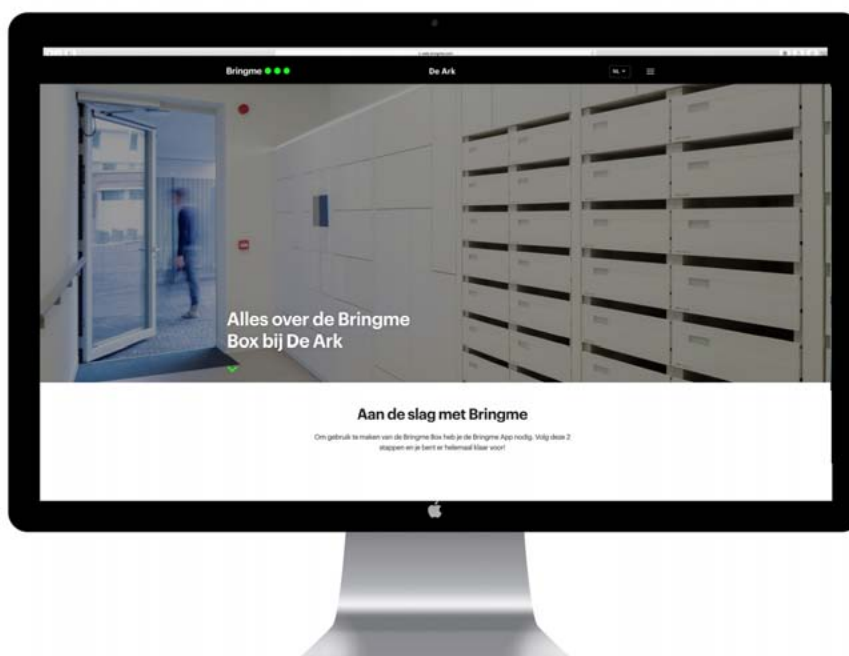 Bringme
De Ark
NL
Alles over de Bringme
Box bij De Ark
Aan de slag met Bringme
Om gebruik te maken van de Bringme Box heb je de Bringme App nodig. Volg deze 2
stappen en je bent er helemaal klaar voor!